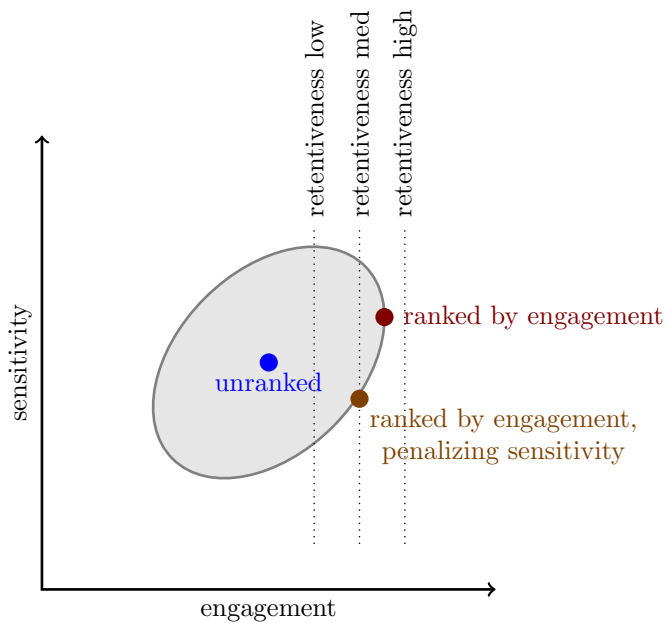 retentiveness low
retentiveness med
retentiveness high
sensitivity
ranked by engagement
unranked
ranked by engagement,
penalizing sensitivity
engagement